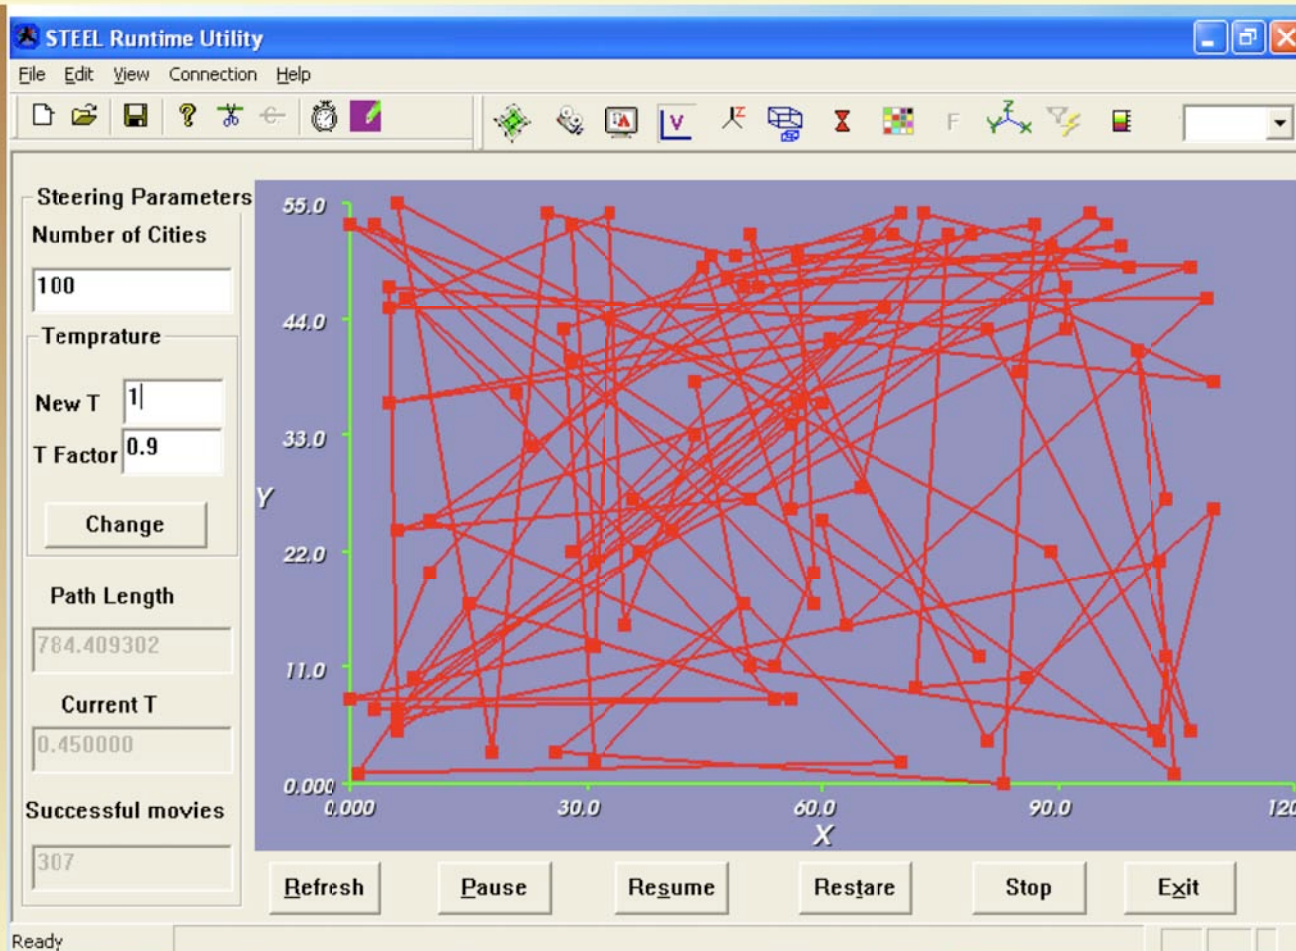 STEEL Runtime Utility
File Edit View Connection Help
V Z F Z Y X
Steering Parameters
Number of Cities
100
Temprature
New T 1
T Factor 0.9
Change
Path Length
784.409302
Current T
0.450000
Successful movies
307
55.0
44.0
33.0
Y
22.0
11.0
0.000
0.000 30.0 60.0 90.0 120
X
Refresh Pause Resume Restare Stop Exit
Ready